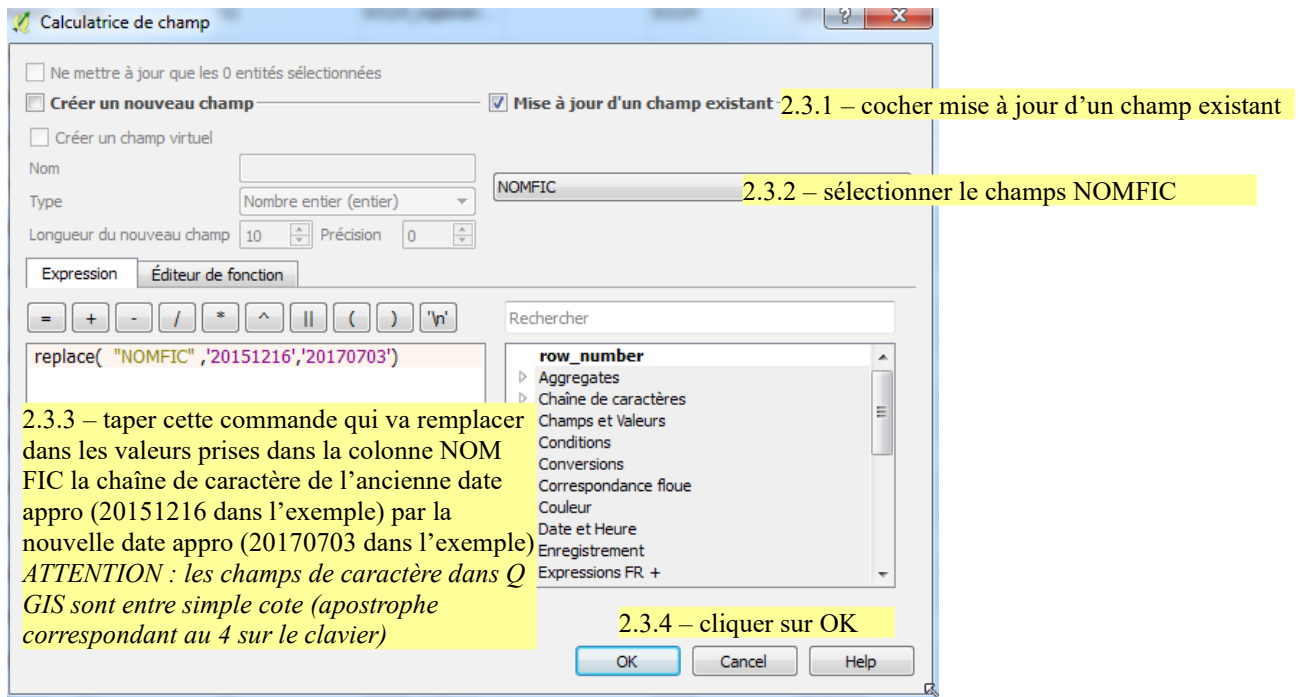 Calculatrice de champ
Ne mettre à jour que les 0 entités sélectionnées
Créer un nouveau champ
Mise à jour d'un champ existant
2.3.1 – cocher mise à jour d’un champ existant
Créer un champ virtuel
Nom
NOMFIC
2.3.2 – sélectionner le champs NOMFIC
Type
Nombre entier (entier)
Longueur du nouveau champ 10 Précision 0
Expression
Éditeur de fonction
= + - / * ^ || ( ) '\n'
Rechercher
replace( "NOMFIC" ,'20151216','20170703')
2.3.3 – taper cette commande qui va remplacer
dans les valeurs prises dans la colonne NOM
FIC la chaîne de caractère de l’ancienne date
appro (20151216 dans l’exemple) par la
nouvelle date appro (20170703 dans l’exemple)
ATTENTION : les champs de caractère dans Q
GIS sont entre simple cote (apostrophe
correspondant au 4 sur le clavier)
row_number
Aggregates
Chaîne de caractères
Champs et Valeurs
Conditions
Conversions
Correspondance floue
Couleur
Date et Heure
Enregistrement
Expressions FR +
2.3.4 – cliquer sur OK
OK
Cancel
Help